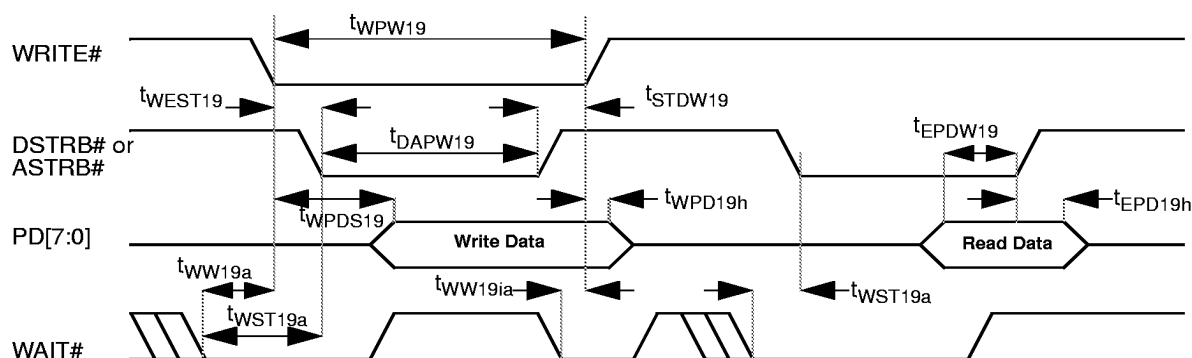 tWPW19
WRITE#
tWEST19
tSTDW19
DSTRB# or
ASTRB#
tDAPW19
tEPDW19
tWPDS19
tWPD19h
tEPD19h
PD[7:0]
Write Data
Read Data
tWW19a
tWW19ia
tWST19a
tWST19a
WAIT#